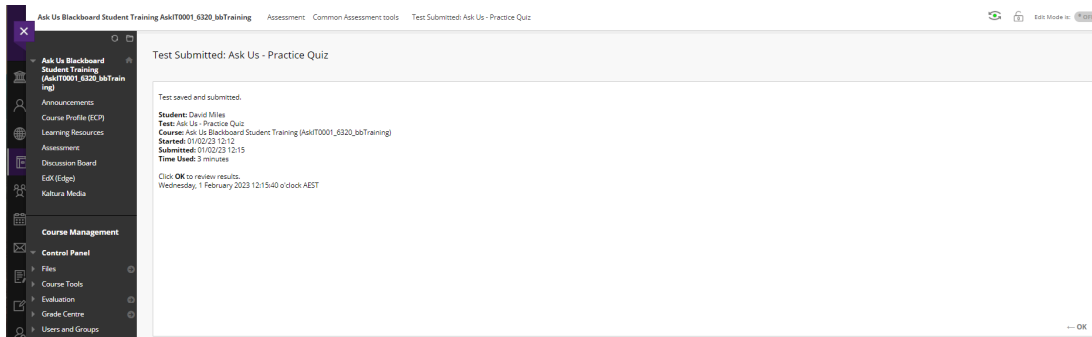 Ask Us Blackboard Student Training AskIT0001_6320_bbTraining Assessment Common Assessment tools Test Submitted: Ask Us - Practice Quiz
Edit Mode is: OFF
Ask Us Blackboard
Student Training
(AskIT0001_6320_bbTrain
ing)
Announcements
Course Profile (ECP)
Learning Resources
Assessment
Discussion Board
EdX (Edge)
Kaltura Media
Course Management
Control Panel
Files
Course Tools
Evaluation
Grade Centre
Users and Groups
Test Submitted: Ask Us - Practice Quiz
Test saved and submitted.
Student: David Miles
Test: Ask Us - Practice Quiz
Course: Ask Us Blackboard Student Training (AskIT0001_6320_bbTraining)
Started: 01/02/23 12:12
Submitted: 01/02/23 12:15
Time Used: 3 minutes
Click OK to review results.
Wednesday, 1 February 2023 12:15:40 o'clock AEST
← OK